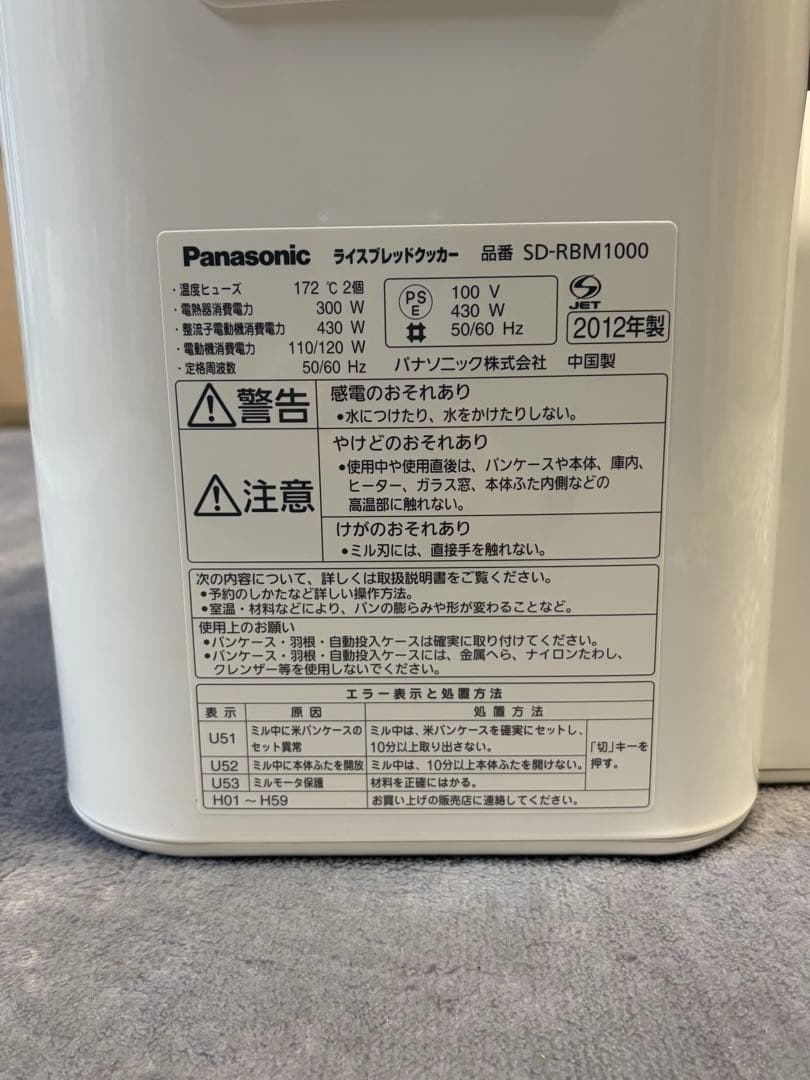 Panasonic ライスブレッドクッカー 品番 SD-RBM1000
・温度ヒューズ 172 ℃ 2個
・電熱器消費電力 300 W
・整流子電動機消費電力 430 W
・電動機消費電力 110/120 W
・定格周波数 50/60 Hz
PS
E
100 V
430 W
50/60 Hz
JET
2012年製
パナソニック株式会社 中国製
警告
感電のおそれあり
●水につけたり、水をかけたりしない。
注意
やけどのおそれあり
●使用中や使用直後は、パンケースや本体、庫内、
ヒーター、ガラス窓、本体ふた内側などの
高温部に触れない。
けがのおそれあり
●ミル刃には、直接手を触れない。
次の内容について、詳しくは取扱説明書をご覧ください。
●予約のしかたなど詳しい操作方法。
●室温・材料などにより、パンの膨らみや形が変わることなど。
使用上のお願い
●パンケース・羽根・自動投入ケースは確実に取り付けてください。
●パンケース・羽根・自動投入ケースには、金属へら、ナイロンたわし、
クレンザー等を使用しないでください。
エラー表示と処置方法
表示 原因 処置方法
U51 ミル中に米パンケースのセット異常 ミル中は、米パンケースを確実にセットし、10分以上取り出さない。
U52 ミル中に本体ふたを開放 ミル中は、10分以上本体ふたを開けない。
U53 ミルモータ保護 材料を正確にはかる。
「切」キーを
押す。
H01 ～ H59 お買い上げの販売店に連絡してください。